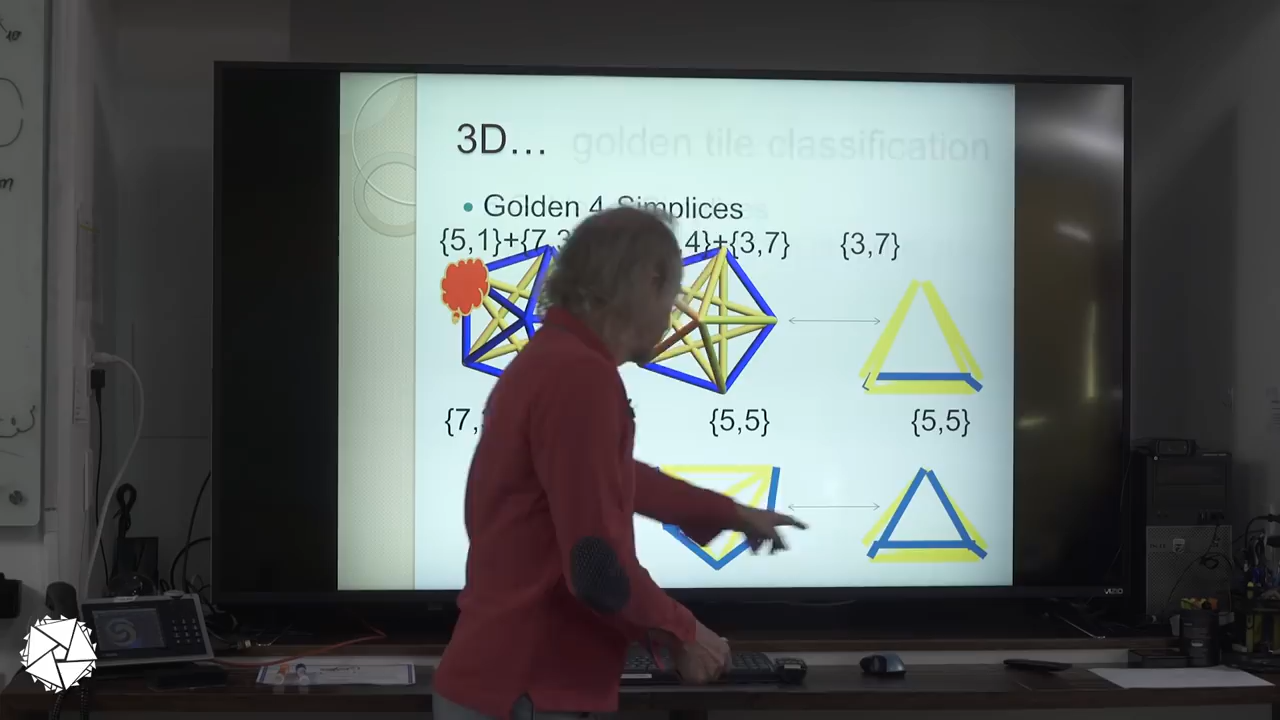 3D... golden tile classification
Golden 4-Simplices
{5,1}+{7,3 ,4}+{3,7} {3,7}
{7, {5,5} {5,5}
VIZIO